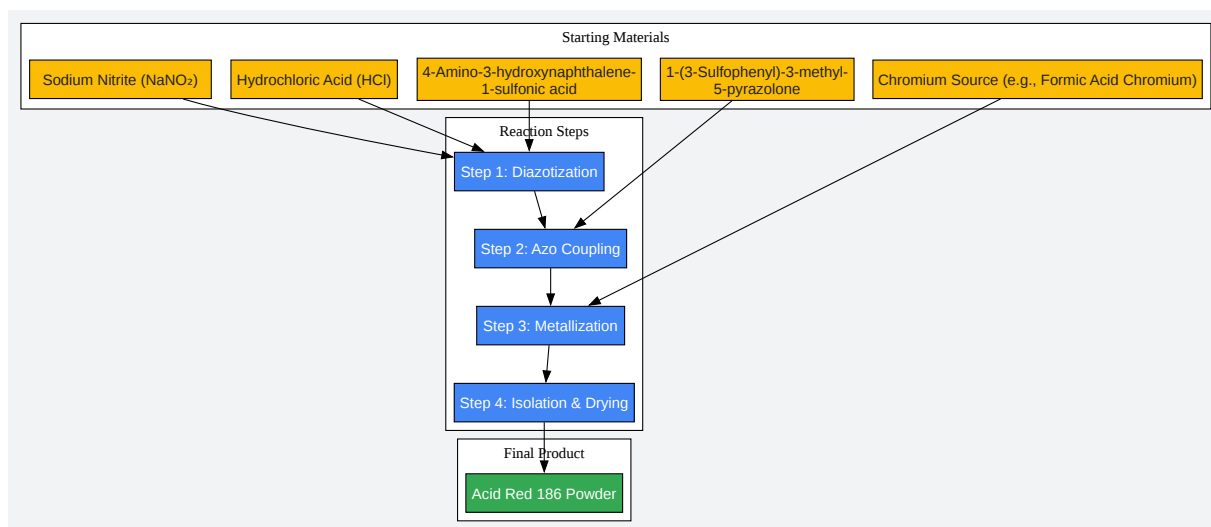 Starting Materials
Sodium Nitrite (NaNO₂)
Hydrochloric Acid (HCl)
4-Amino-3-hydroxynaphthalene-
1-sulfonic acid
1-(3-Sulfophenyl)-3-methyl-
5-pyrazolone
Chromium Source (e.g., Formic Acid Chromium)
Reaction Steps
Step 1: Diazotization
Step 2: Azo Coupling
Step 3: Metallization
Step 4: Isolation & Drying
Final Product
Acid Red 186 Powder